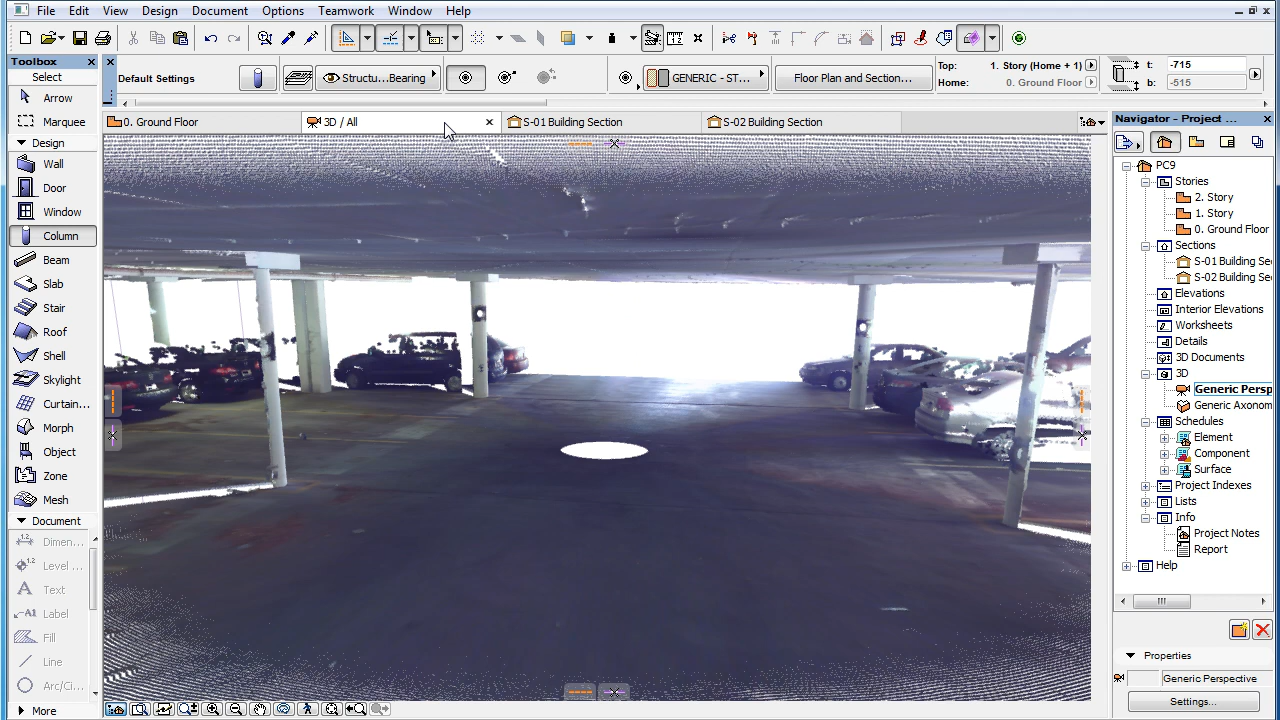 File Edit View Design Document Options Teamwork Window Help
Toolbox
Select
Arrow
Marquee
Design
Wall
Door
Window
Column
Beam
Slab
Stair
Roof
Shell
Skylight
Curtain...
Morph
Object
Zone
Mesh
Document
Dimen...
Level ...
Text
Label
Fill
Line
Arc/Ci...
More
Default Settings
Structu...Bearing
GENERIC - ST...
Floor Plan and Section...
Top: 1. Story (Home + 1)
Home: 0. Ground Floor
t: -715
b: -515
0. Ground Floor
3D / All
S-01 Building Section
S-02 Building Section
Navigator - Project ...
PC9
Stories
2. Story
1. Story
0. Ground Floor
Sections
S-01 Building Se
S-02 Building Se
Elevations
Interior Elevations
Worksheets
Details
3D Documents
3D
Generic Persp
Generic Axonom
Schedules
Element
Component
Surface
Project Indexes
Lists
Info
Project Notes
Report
Help
Properties
Generic Perspective
Settings...